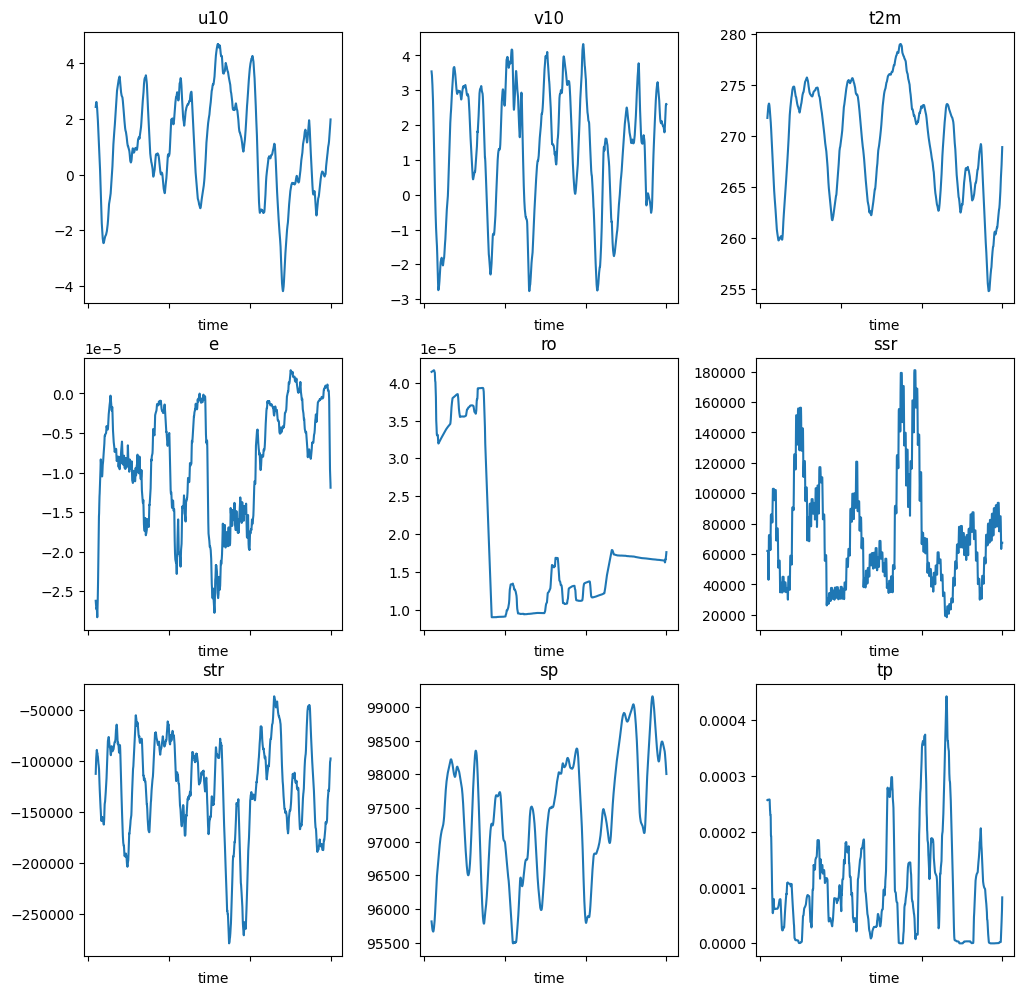 u10
4
2
0
−2
−4
time
v10
4
3
2
1
0
−1
−2
−3
time
t2m
280
275
270
265
260
255
time
e
1e−5
0.0
−0.5
−1.0
−1.5
−2.0
−2.5
time
ro
1e−5
4.0
3.5
3.0
2.5
2.0
1.5
1.0
time
ssr
180000
160000
140000
120000
100000
80000
60000
40000
20000
time
str
−50000
−100000
−150000
−200000
−250000
time
sp
99000
98500
98000
97500
97000
96500
96000
95500
time
tp
0.0004
0.0003
0.0002
0.0001
0.0000
time